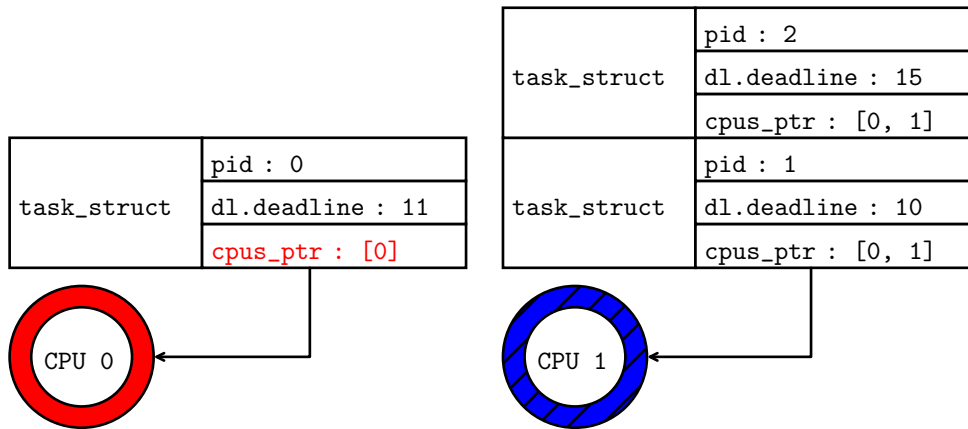 task_struct
pid : 0
dl.deadline : 11
cpus_ptr : [0]
CPU 0
task_struct
pid : 2
dl.deadline : 15
cpus_ptr : [0, 1]
task_struct
pid : 1
dl.deadline : 10
cpus_ptr : [0, 1]
CPU 1